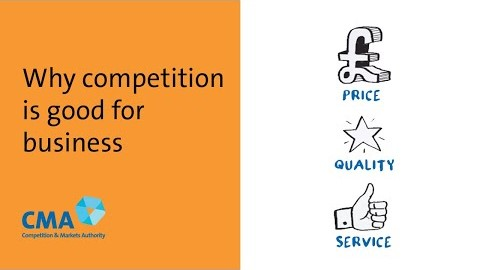 Why competition
is good for
business
CMA
Competition & Markets Authority
£
PRICE
QUALITY
SERVICE